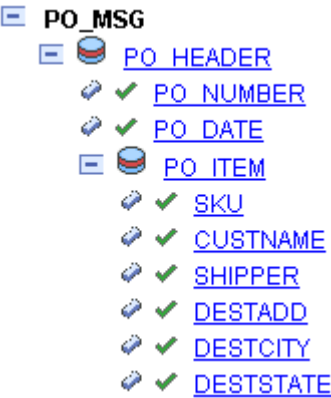 PO_MSG
PO_HEADER
PO_NUMBER
PO_DATE
PO_ITEM
SKU
CUSTNAME
SHIPPER
DESTADD
DESTCITY
DESTSTATE